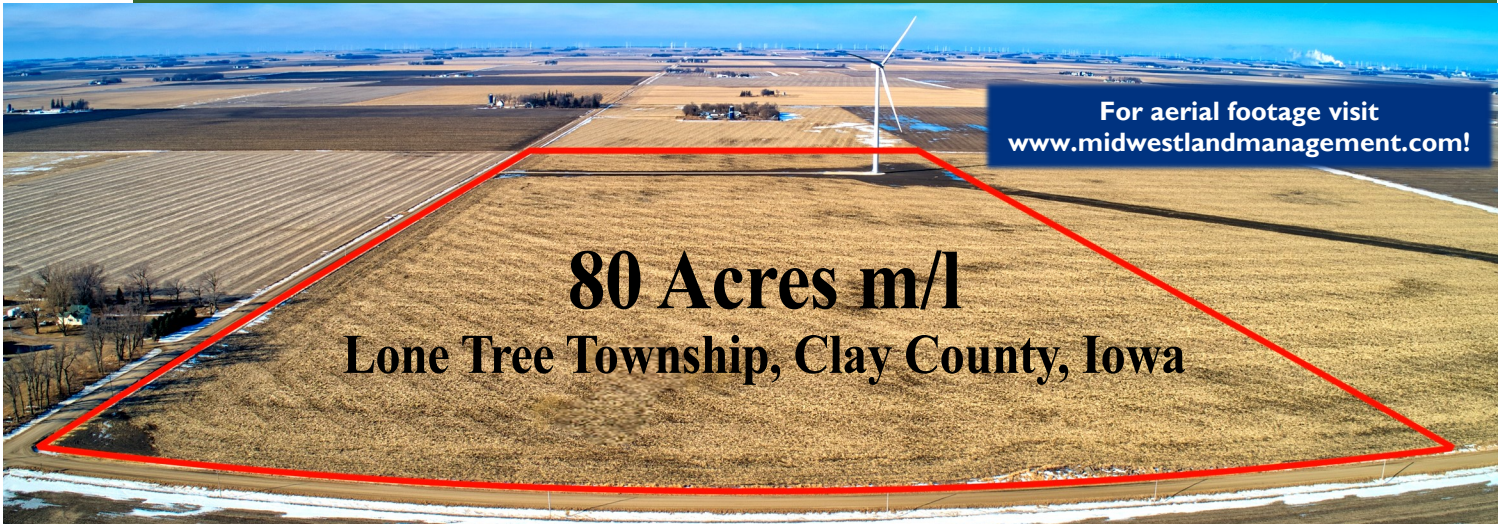 For aerial footage visit
www.midwestlandmanagement.com!
80 Acres m/l
Lone Tree Township, Clay County, Iowa